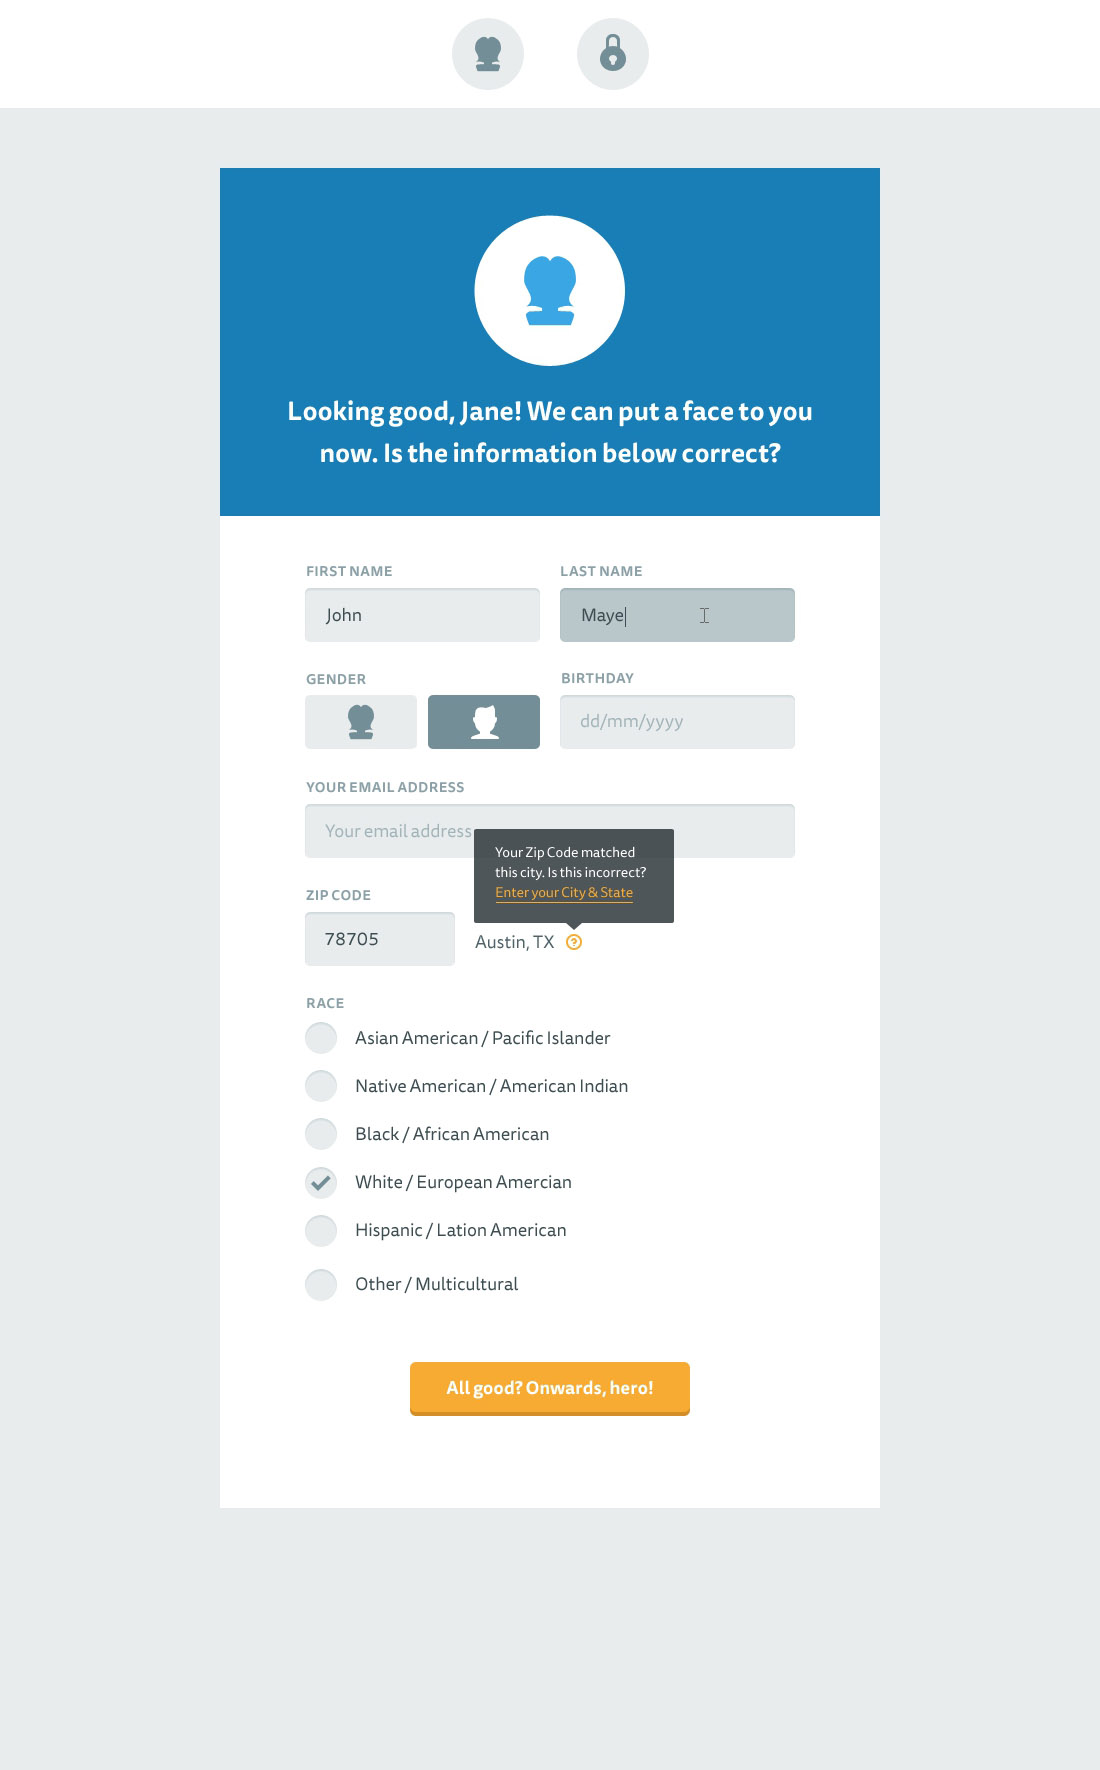 Looking good, Jane! We can put a face to you
now. Is the information below correct?
FIRST NAME
LAST NAME
John
Maye
GENDER
BIRTHDAY
dd/mm/yyyy
YOUR EMAIL ADDRESS
Your email address
Your Zip Code matched
this city. Is this incorrect?
Enter your City & State
ZIP CODE
78705
Austin, TX
?
RACE
Asian American / Pacific Islander
Native American / American Indian
Black / African American
White / European Amercian
Hispanic / Lation American
Other / Multicultural
All good? Onwards, hero!